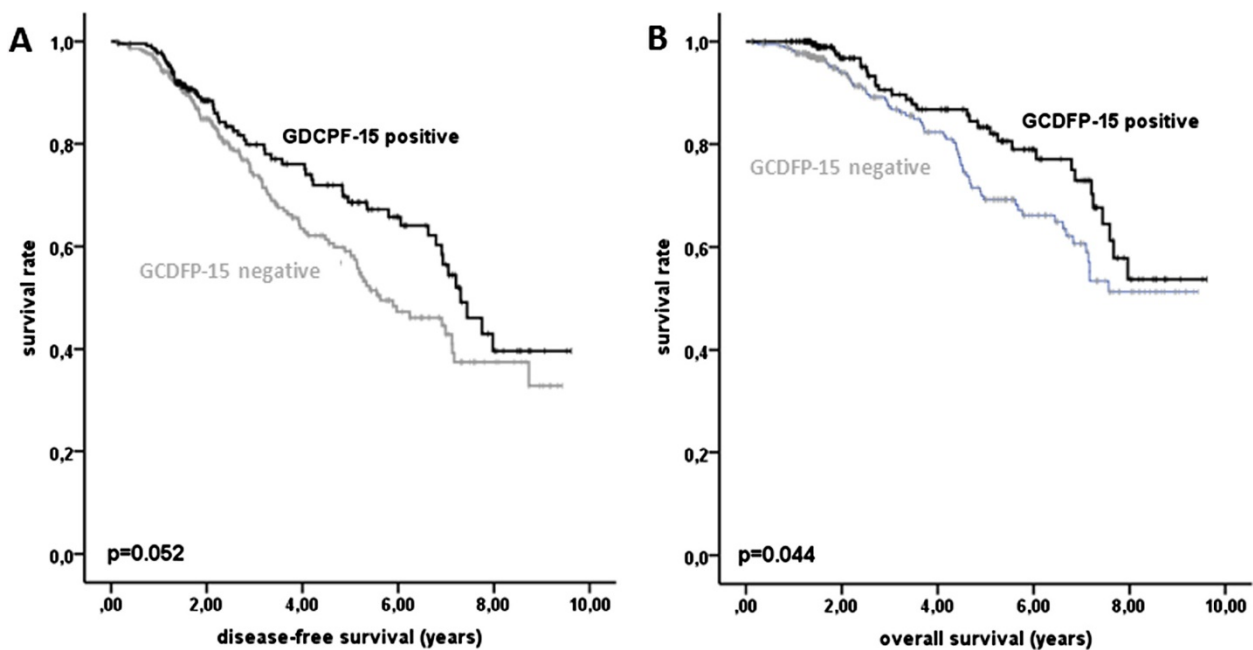 A
1,0
0,8
0,6
0,4
0,2
0,0
survival rate
GDCPF-15 positive
GCDFP-15 negative
p=0.052
,00 2,00 4,00 6,00 8,00 10,00
disease-free survival (years)
B
1,0
0,8
0,6
0,4
0,2
0,0
survival rate
GCDFP-15 positive
GCDFP-15 negative
p=0.044
,00 2,00 4,00 6,00 8,00 10,00
overall survival (years)